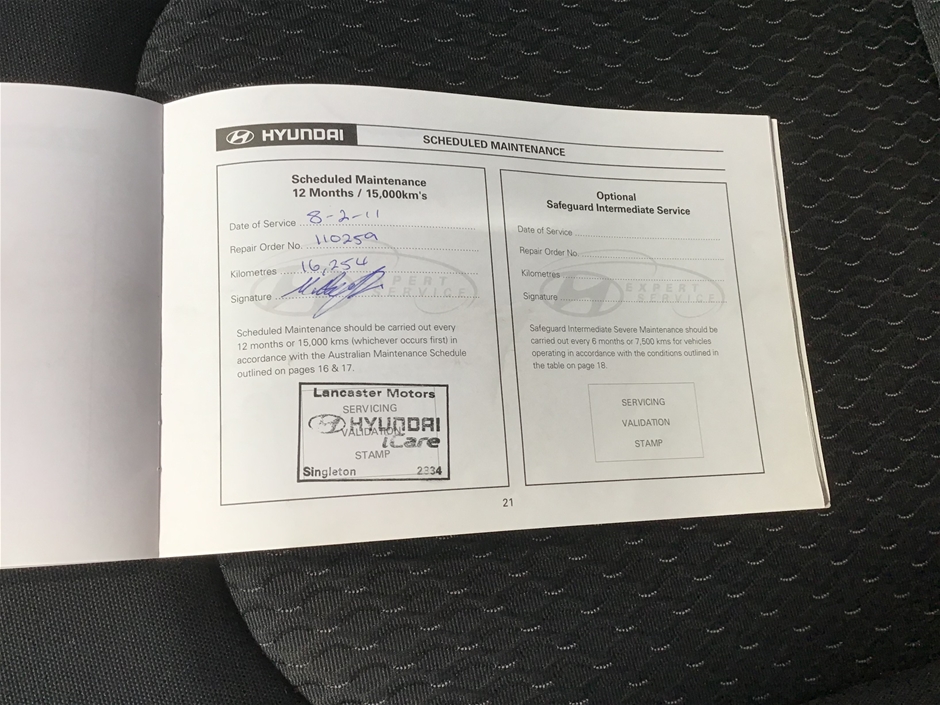 HYUNDAI
SCHEDULED MAINTENANCE
Scheduled Maintenance
12 Months / 15,000km's
Date of Service 8-2-11
Repair Order No. 110259
Kilometres 16,254
Signature
EXPERT
SERVICE
Scheduled Maintenance should be carried out every
12 months or 15,000 kms (whichever occurs first) in
accordance with the Australian Maintenance Schedule
outlined on pages 16 & 17.
Lancaster Motors
SERVICING
HYUNDAI
VALIDATION
iCare
STAMP
Singleton 2334
Optional
Safeguard Intermediate Service
Date of Service
Repair Order No.
Kilometres
Signature
EXPERT
SERVICE
Safeguard Intermediate Severe Maintenance should be
carried out every 6 months or 7,500 kms for vehicles
operating in accordance with the conditions outlined in
the table on page 18.
SERVICING
VALIDATION
STAMP
21